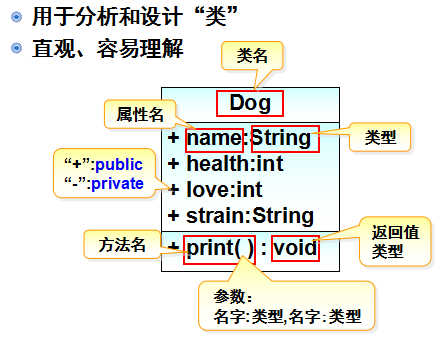 用于分析和设计“类”
直观、容易理解
类名
Dog
属性名
+ name:String
类型
“+”:public
“-”:private
+ health:int
+ love:int
+ strain:String
方法名
+ print( ) : void
返回值
类型
参数：
名字:类型,名字:类型